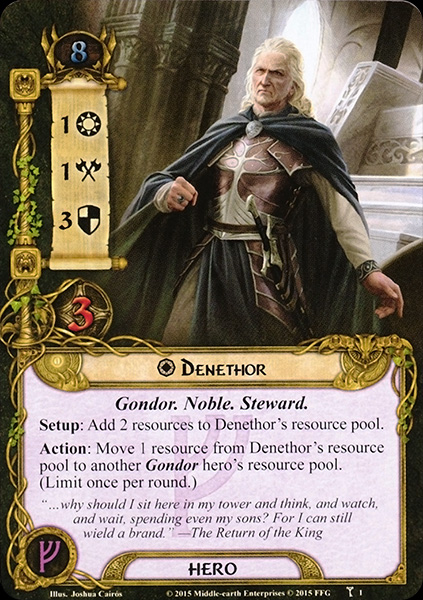 8
1
1
3
3
Denethor
Gondor. Noble. Steward.
Setup: Add 2 resources to Denethor’s resource pool.
Action: Move 1 resource from Denethor’s resource
pool to another Gondor hero’s resource pool.
(Limit once per round.)
“…why should I sit here in my tower and think, and watch,
and wait, spending even my sons? For I can still
wield a brand.” —The Return of the King
HERO
Illus. Joshua Cairós © 2015 Middle-earth Enterprises © 2015 FFG 1